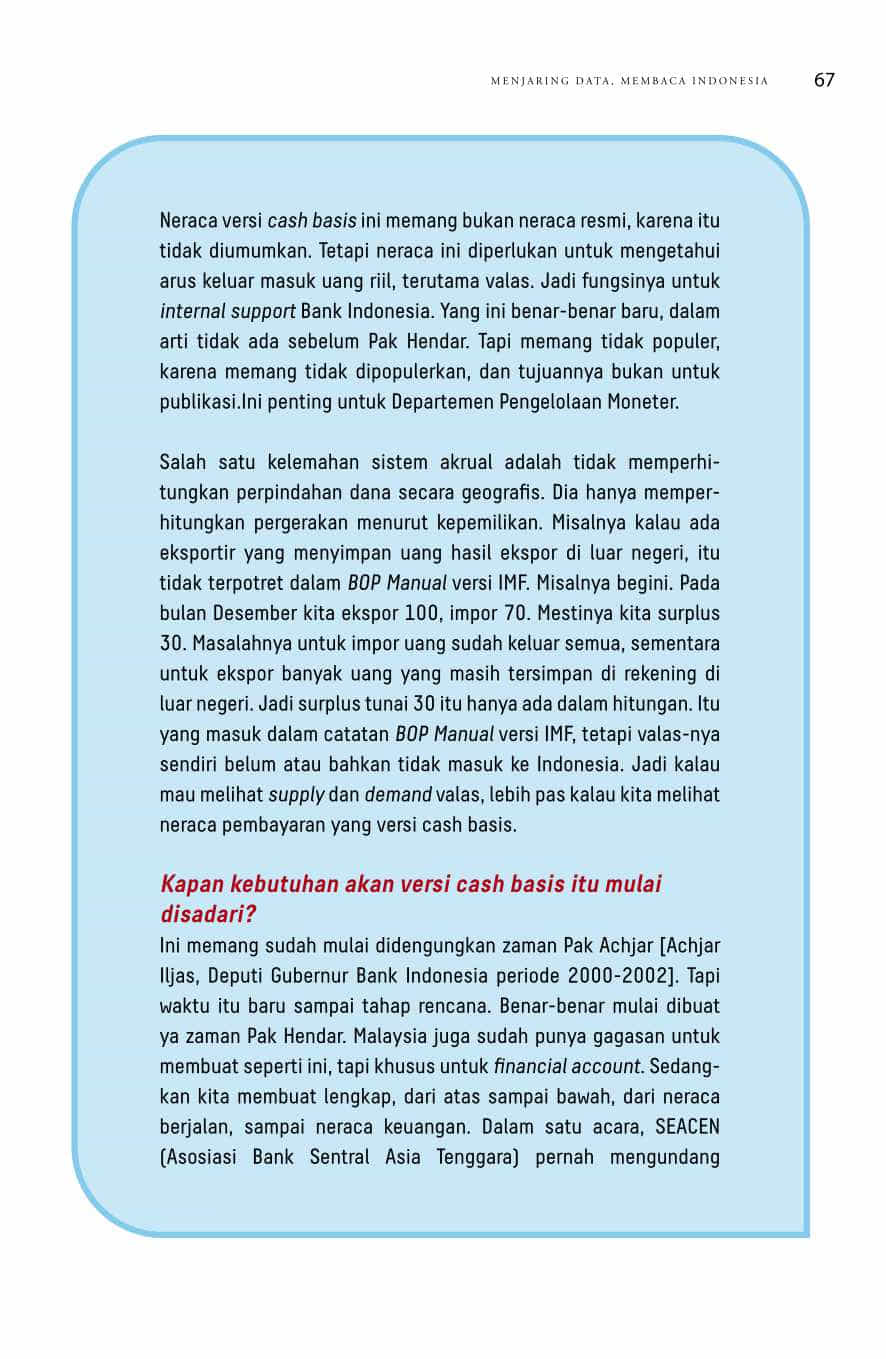 MENJARING DATA, MEMBACA INDONESIA 67
Neraca versi cash basis ini memang bukan neraca resmi, karena itu
tidak diumumkan. Tetapi neraca ini diperlukan untuk mengetahui
arus keluar masuk uang riil, terutama valas. Jadi fungsinya untuk
internal support Bank Indonesia. Yang ini benar-benar baru, dalam
arti tidak ada sebelum Pak Hendar. Tapi memang tidak populer,
karena memang tidak dipopulerkan, dan tujuannya bukan untuk
publikasi.Ini penting untuk Departemen Pengelolaan Moneter.
Salah satu kelemahan sistem akrual adalah tidak memperhi-
tungkan perpindahan dana secara geografis. Dia hanya memper-
hitungkan pergerakan menurut kepemilikan. Misalnya kalau ada
eksportir yang menyimpan uang hasil ekspor di luar negeri, itu
tidak terpotret dalam BOP Manual versi IMF. Misalnya begini. Pada
bulan Desember kita ekspor 100, impor 70. Mestinya kita surplus
30. Masalahnya untuk impor uang sudah keluar semua, sementara
untuk ekspor banyak uang yang masih tersimpan di rekening di
luar negeri. Jadi surplus tunai 30 itu hanya ada dalam hitungan. Itu
yang masuk dalam catatan BOP Manual versi IMF, tetapi valas-nya
sendiri belum atau bahkan tidak masuk ke Indonesia. Jadi kalau
mau melihat supply dan demand valas, lebih pas kalau kita melihat
neraca pembayaran yang versi cash basis.
Kapan kebutuhan akan versi cash basis itu mulai
disadari?
Ini memang sudah mulai didengungkan zaman Pak Achjar [Achjar
Iljas, Deputi Gubernur Bank Indonesia periode 2000-2002]. Tapi
waktu itu baru sampai tahap rencana. Benar-benar mulai dibuat
ya zaman Pak Hendar. Malaysia juga sudah punya gagasan untuk
membuat seperti ini, tapi khusus untuk financial account. Sedang-
kan kita membuat lengkap, dari atas sampai bawah, dari neraca
berjalan, sampai neraca keuangan. Dalam satu acara, SEACEN
(Asosiasi Bank Sentral Asia Tenggara) pernah mengundang